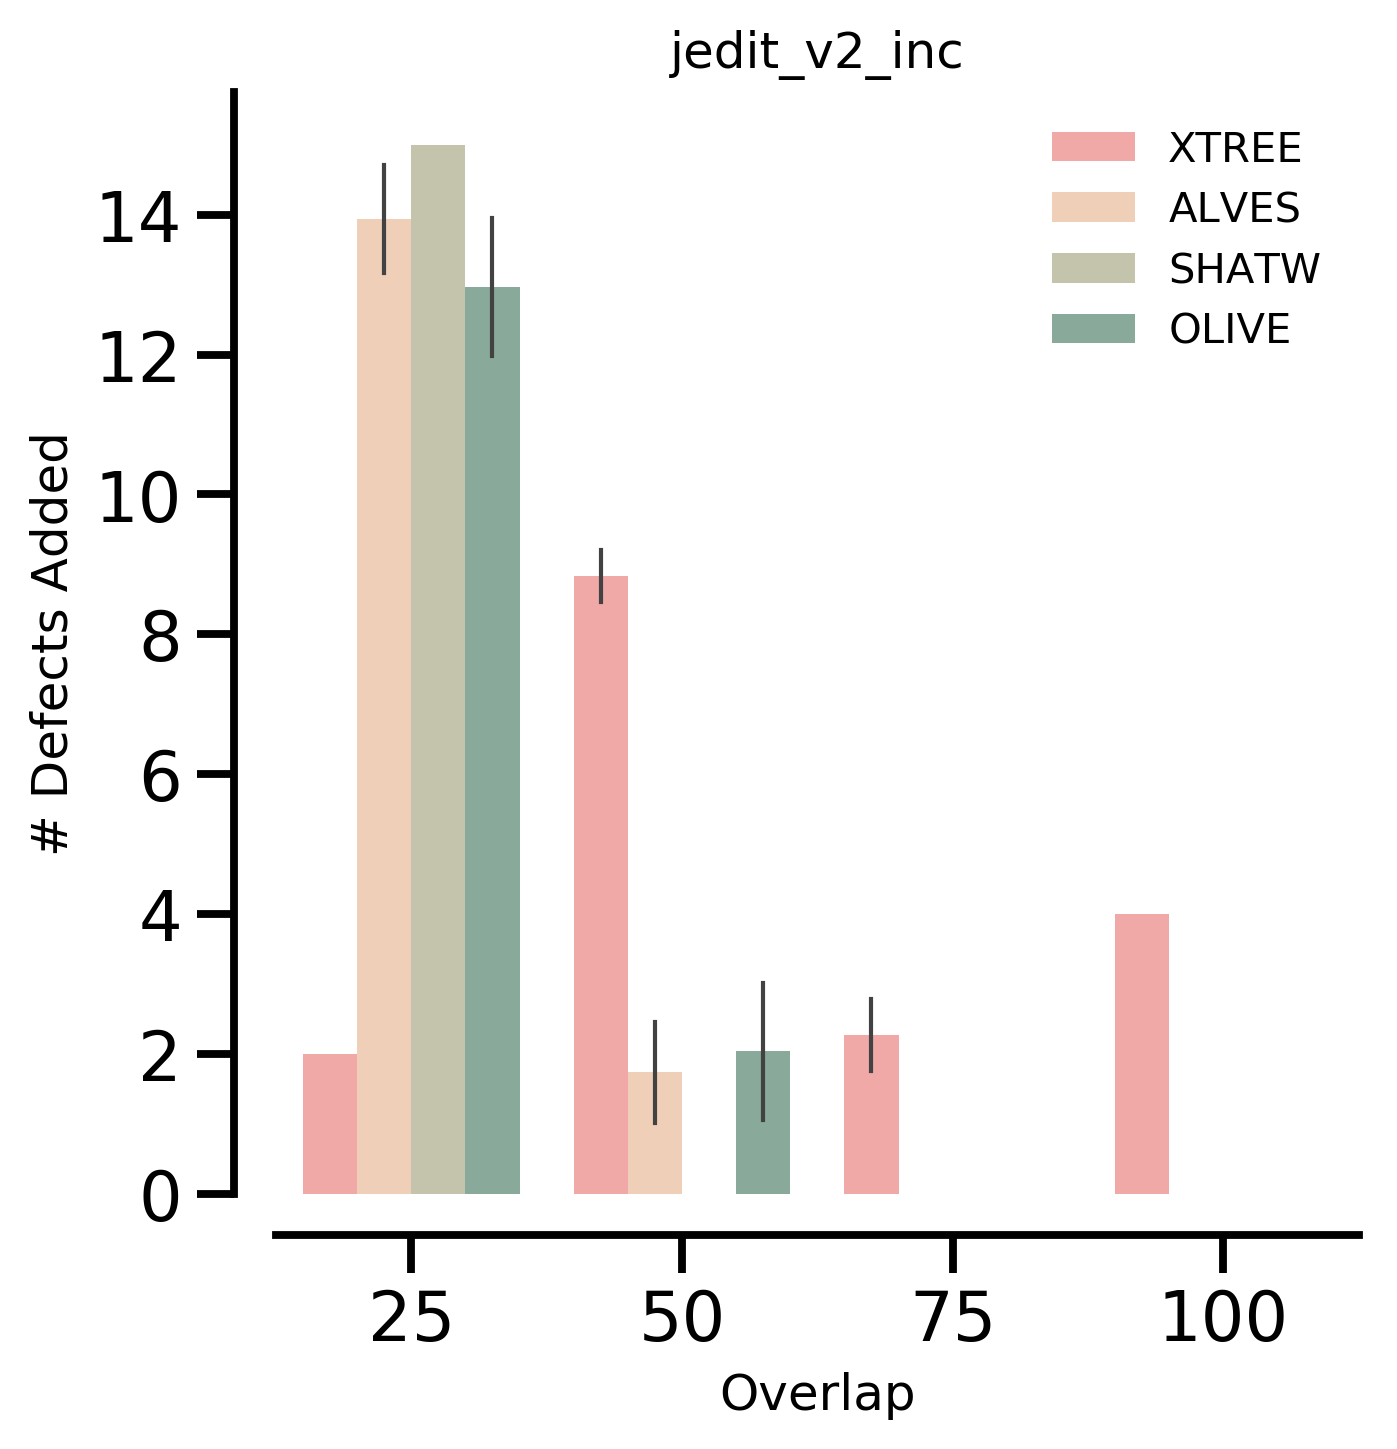 jedit_v2_inc
XTREE
ALVES
SHATW
OLIVE
# Defects Added
14
12
10
8
6
4
2
0
25 50 75 100
Overlap